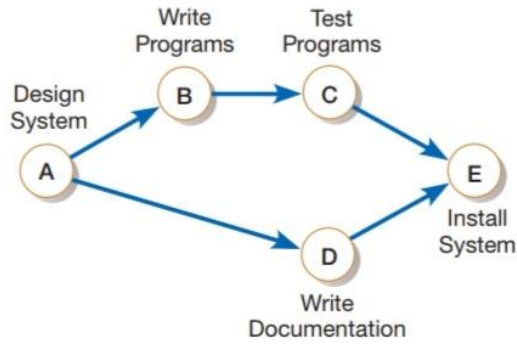 Write
Programs
Test
Programs
Design
System
B
C
A
E
Install
System
D
Write
Documentation